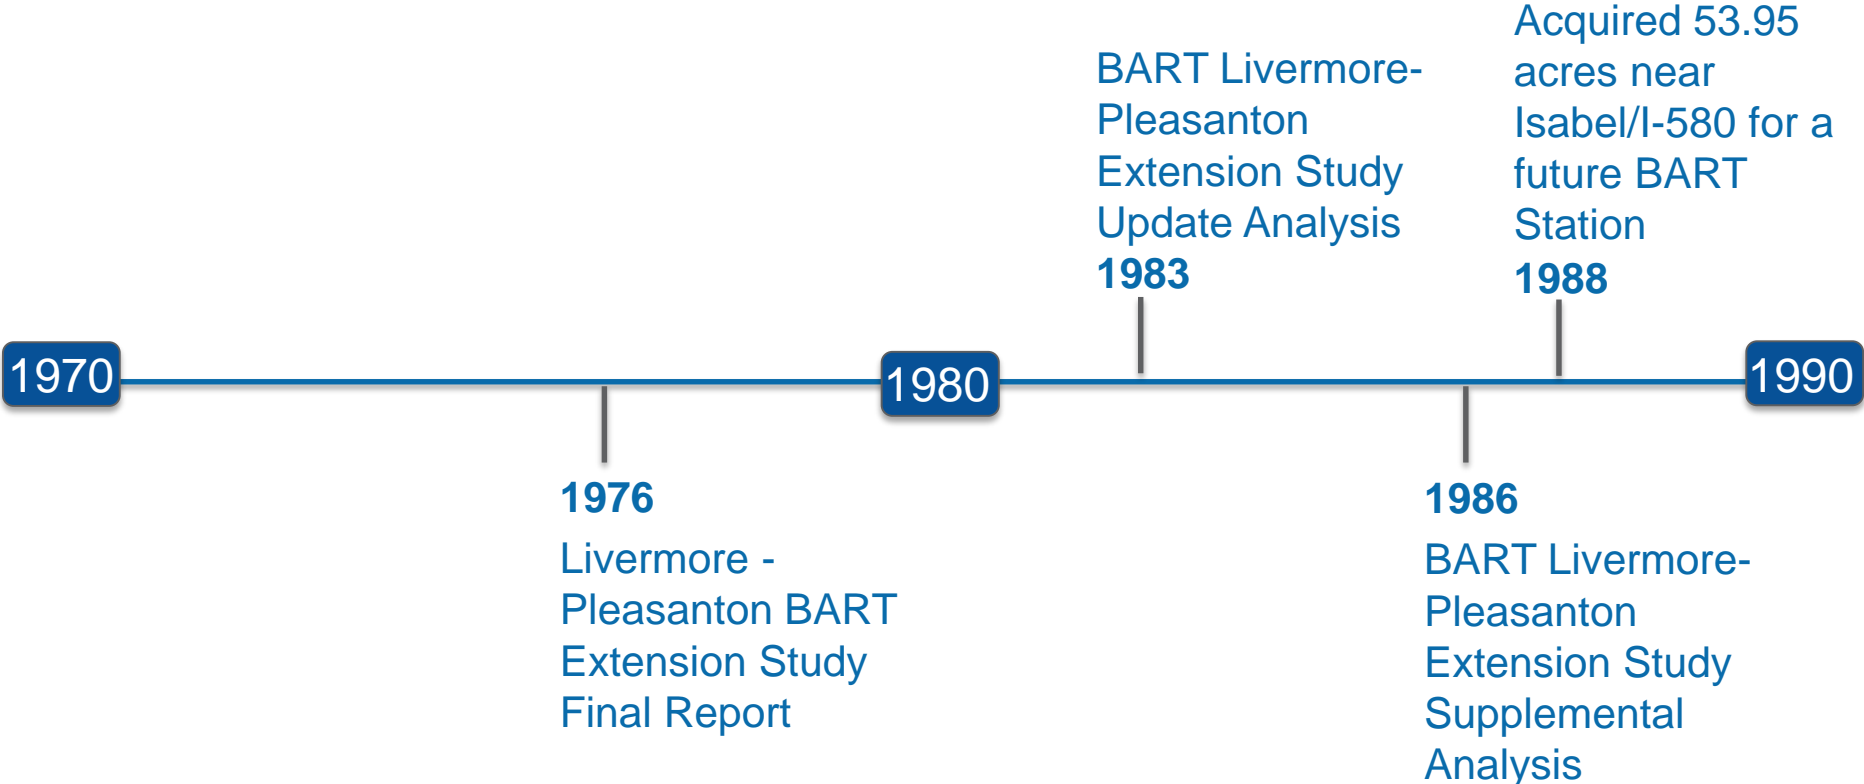 BART Livermore-
Pleasanton
Extension Study
Update Analysis
1983
Acquired 53.95
acres near
Isabel/I-580 for a
future BART
Station
1988
1970
1980
1990
1976
Livermore -
Pleasanton BART
Extension Study
Final Report
1986
BART Livermore-
Pleasanton
Extension Study
Supplemental
Analysis